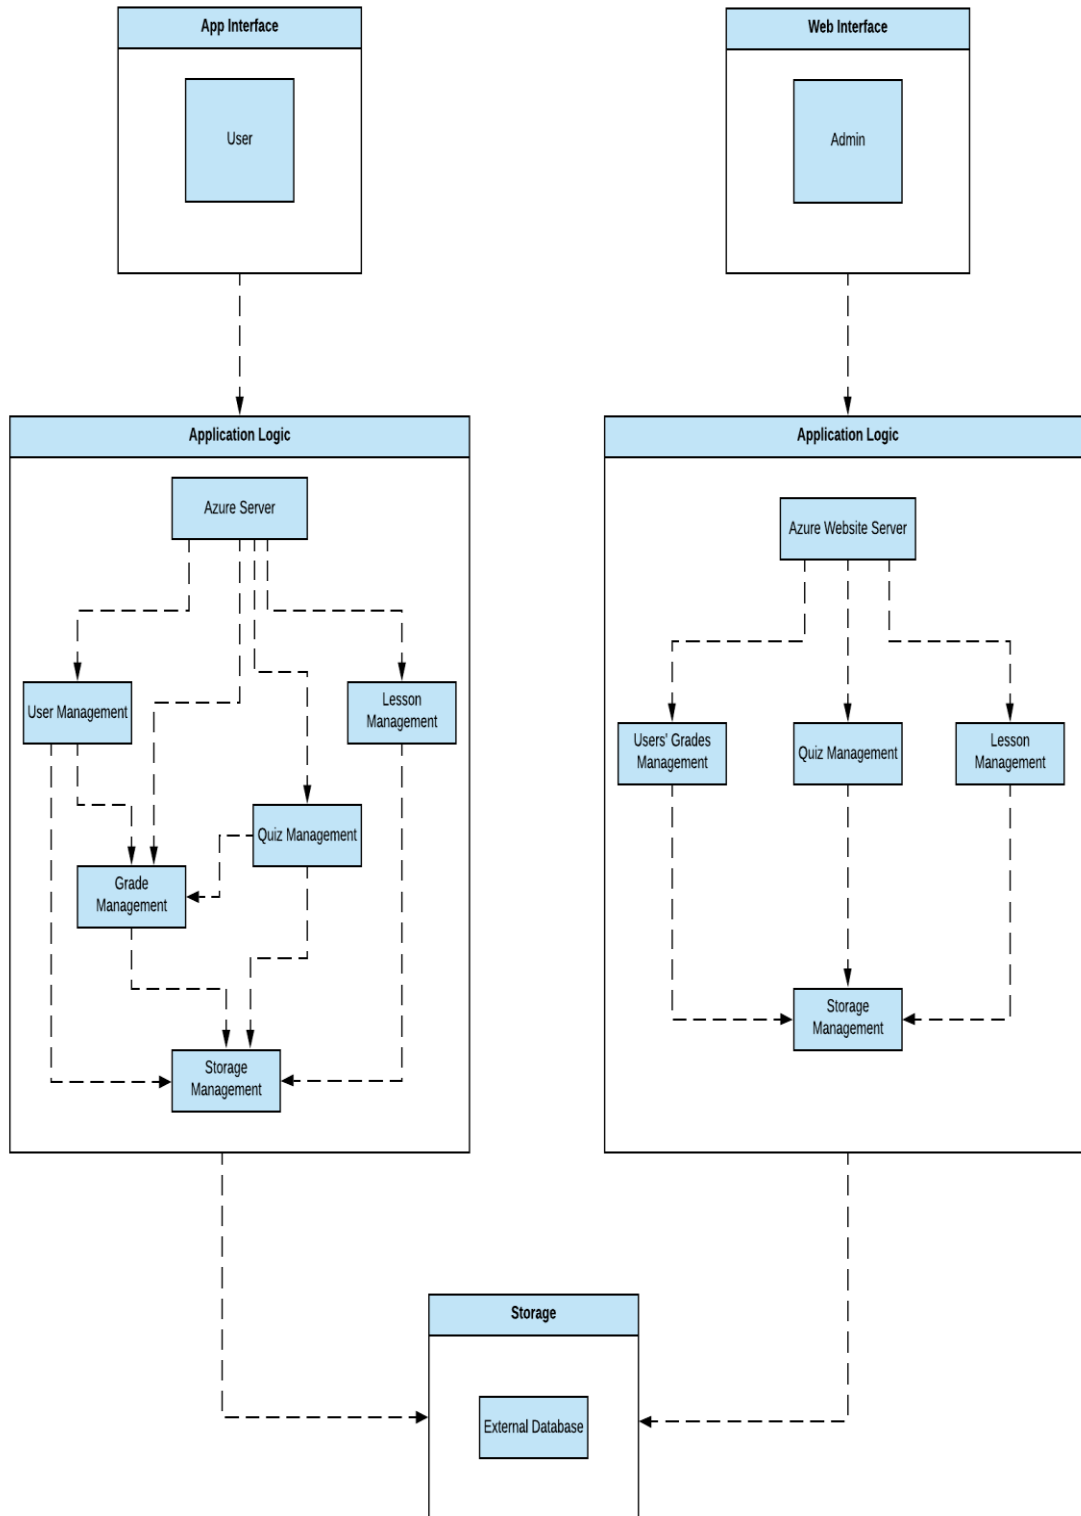 App Interface
User
Web Interface
Admin
Application Logic
Azure Server
User Management
Lesson
Management
Quiz Management
Grade
Management
Storage
Management
Application Logic
Azure Website Server
Users' Grades
Management
Quiz Management
Lesson
Management
Storage
Management
Storage
External Database